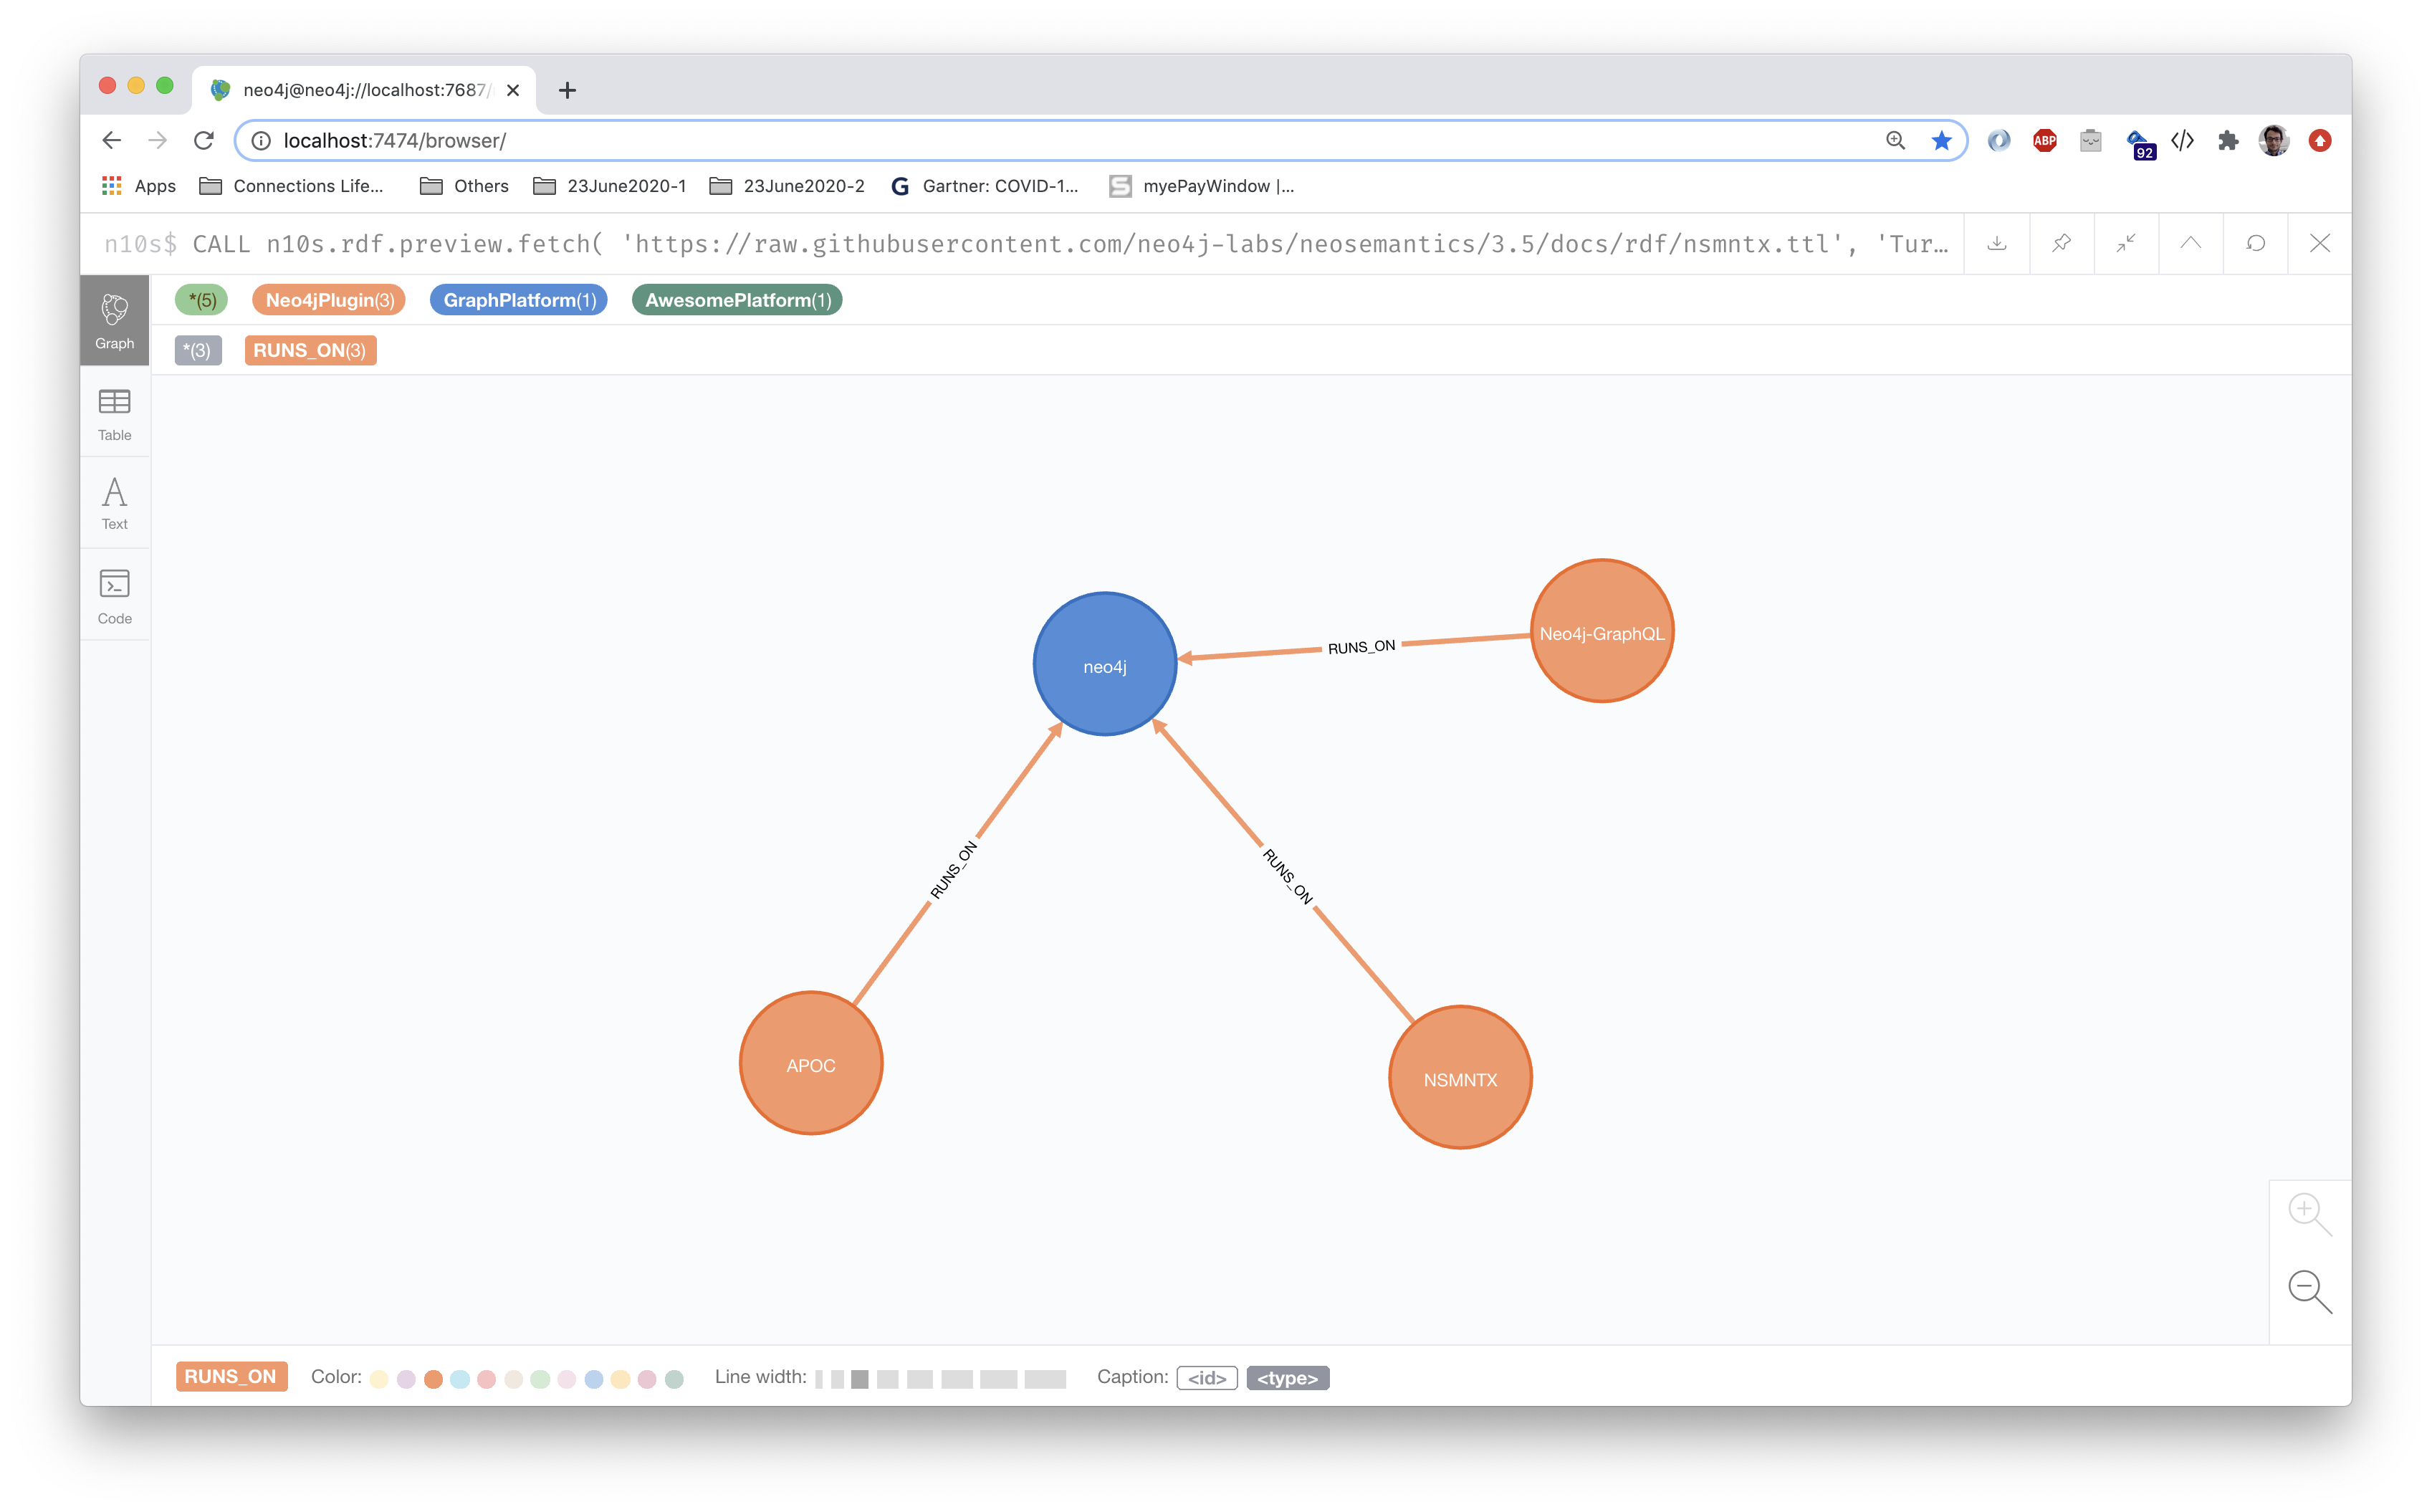 neo4j@neo4j://localhost:7687/
localhost:7474/browser/
ABP
92
Apps Connections Life... Others 23June2020-1 23June2020-2 G Gartner: COVID-1... S myePayWindow |...
n10s$ CALL n10s.rdf.preview.fetch( 'https://raw.githubusercontent.com/neo4j-labs/neosemantics/3.5/docs/rdf/nsmntx.ttl', 'Tur…
*(5) Neo4jPlugin(3) GraphPlatform(1) AwesomePlatform(1)
Graph
*(3) RUNS_ON(3)
Table
Text
Code
Neo4j-GraphQL
RUNS_ON
neo4j
RUNS_ON
RUNS_ON
APOC
NSMNTX
RUNS_ON Color: Line width: Caption: <id> <type>